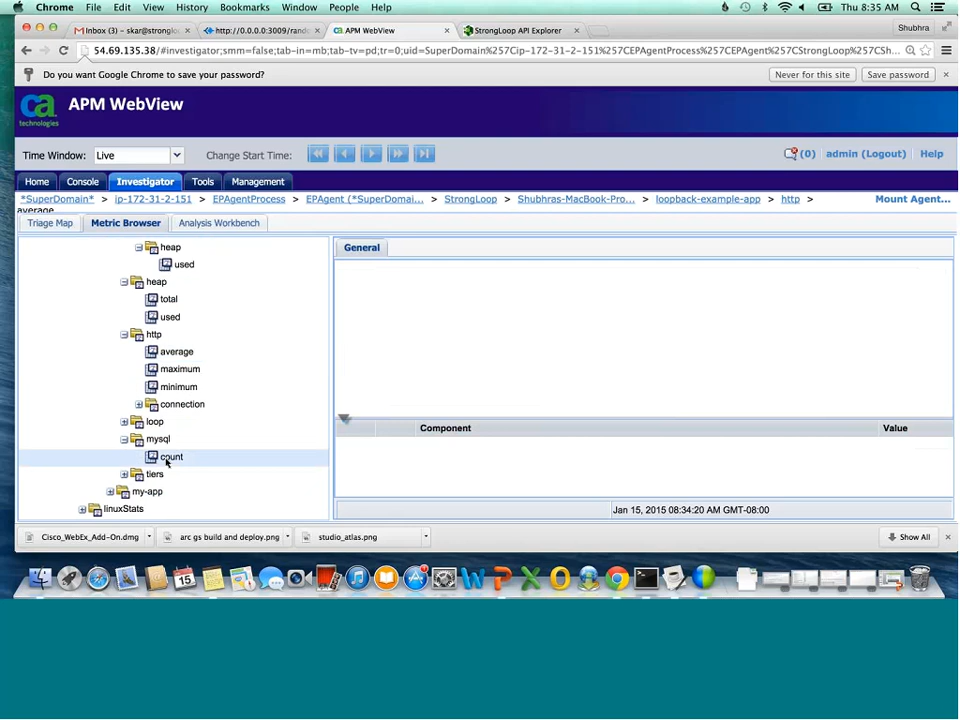 Chrome File Edit View History Bookmarks Window People Help Thu 8:35 AM
Inbox (3) - skar@stronglo × http://0.0.0.0:3009/randor × APM WebView × StrongLoop API Explorer × Shubhra
54.69.135.38/#investigator;smm=false;tab-in=mb;tab-tv=pd;tr=0;uid=SuperDomain%257Cip-172-31-2-151%257CEPAgentProcess%257CEPAgent%257CStrongLoop%257CSh...
Do you want Google Chrome to save your password? Never for this site Save password ×
ca technologies
APM WebView
Time Window: Live Change Start Time: (0) admin (Logout) Help
Home Console Investigator Tools Management
*SuperDomain* > ip-172-31-2-151 > EPAgentProcess > EPAgent (*SuperDomai... > StrongLoop > Shubhras-MacBook-Pro... > loopback-example-app > http > Mount Agent...
average
Triage Map Metric Browser Analysis Workbench
heap
used
heap
total
used
http
average
maximum
minimum
connection
loop
mysql
count
tiers
my-app
linuxStats
General
Component Value
Jan 15, 2015 08:34:20 AM GMT-08:00
Cisco_WebEx_Add-On.dmg arc gs build and deploy.png studio_atlas.png Show All ×